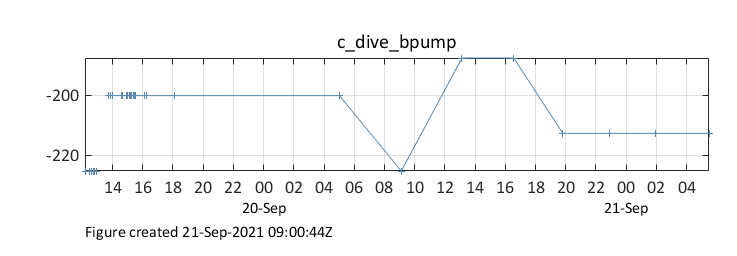 c_dive_bpump
-200
-220
14 16 18 20 22 00 02 04 06 08 10 12 14 16 18 20 22 00 02 04
20-Sep 21-Sep
Figure created 21-Sep-2021 09:00:44Z